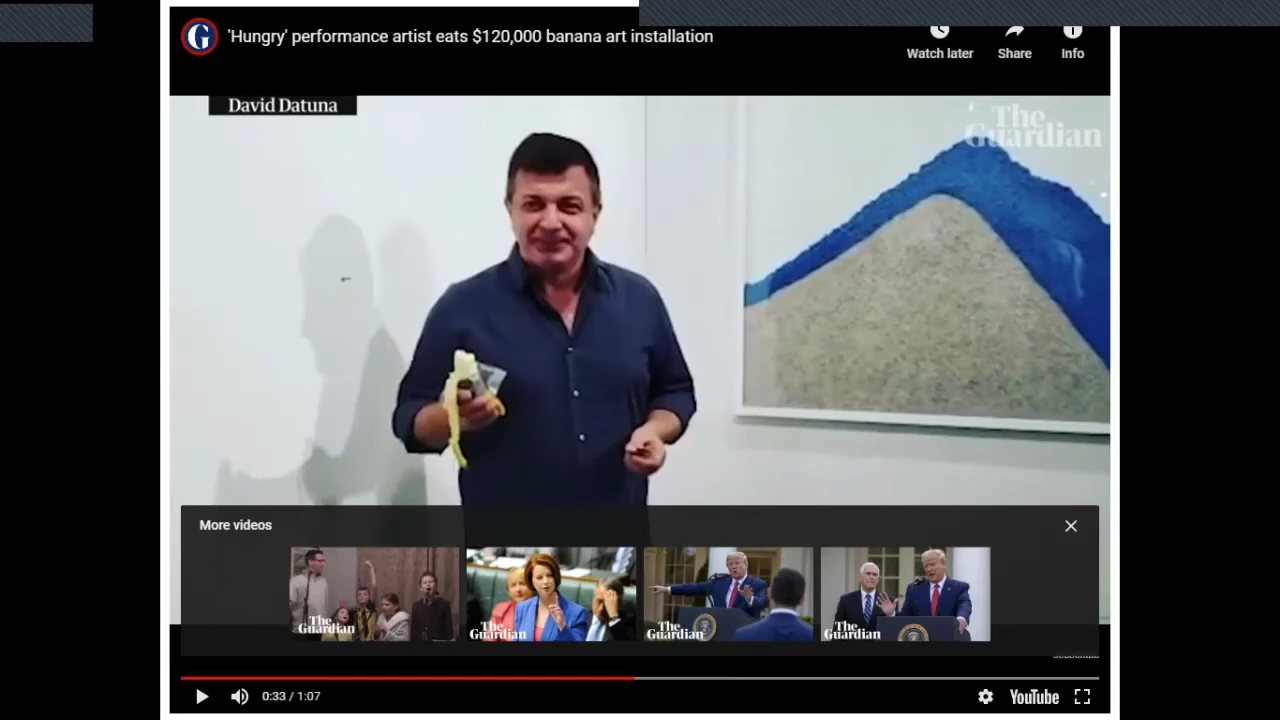 G
'Hungry' performance artist eats $120,000 banana art installation
Watch later
Share
Info
David Datuna
The
Guardian
More videos
The
Guardian
The
Guardian
The
Guardian
The
Guardian
0:33 / 1:07
YouTube